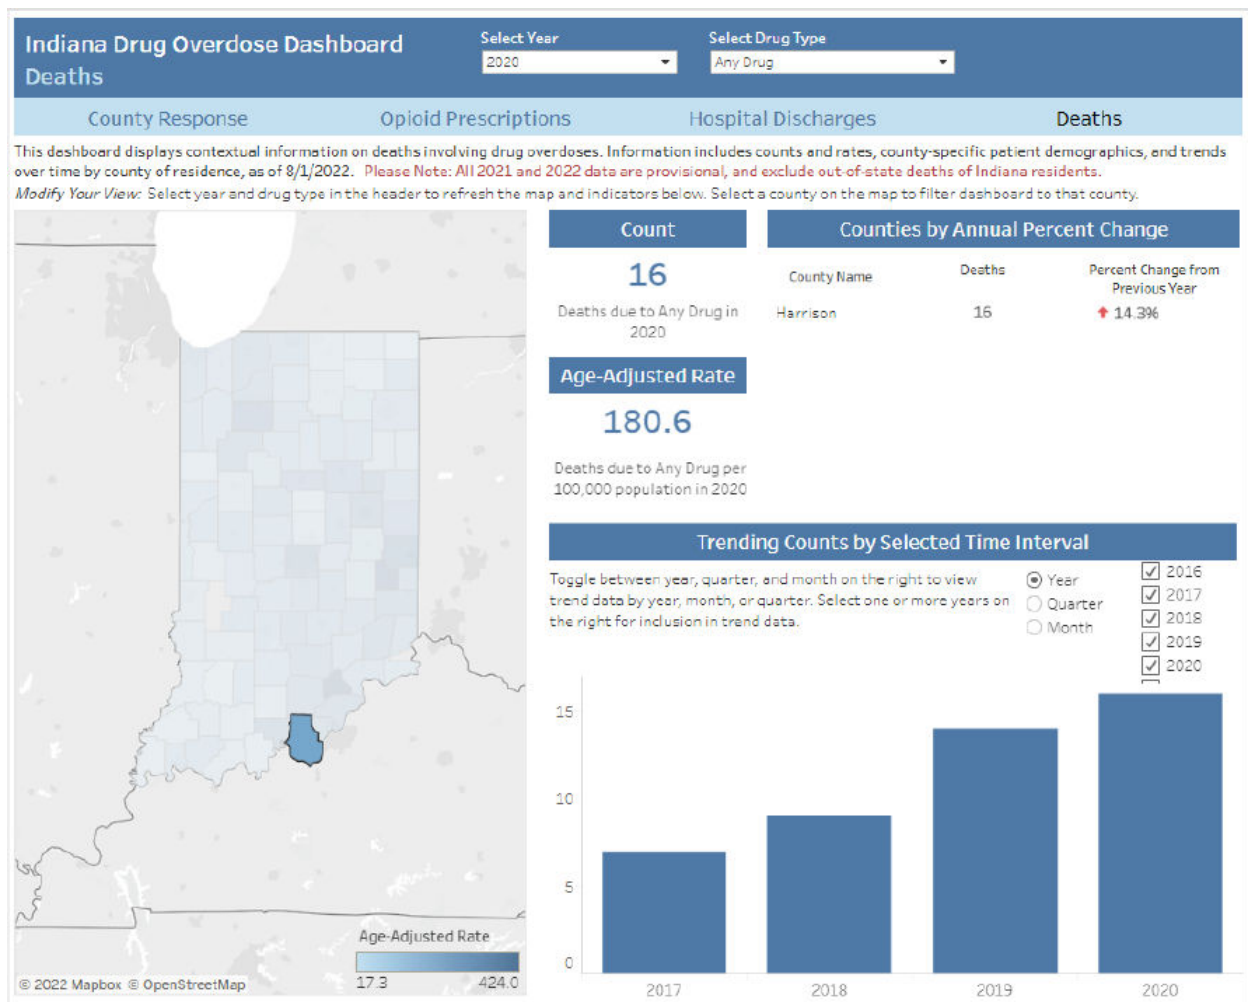 Indiana Drug Overdose Dashboard
Deaths
Select Year
2020
Select Drug Type
Any Drug
County Response
Opioid Prescriptions
Hospital Discharges
Deaths
This dashboard displays contextual information on deaths involving drug overdoses. Information includes counts and rates, county-specific patient demographics, and trends
over time by county of residence, as of 8/1/2022. Please Note: All 2021 and 2022 data are provisional, and exclude out-of-state deaths of Indiana residents.
Modify Your View: Select year and drug type in the header to refresh the map and indicators below. Select a county on the map to filter dashboard to that county.
Count
16
Deaths due to Any Drug in
2020
Age-Adjusted Rate
180.6
Deaths due to Any Drug per
100,000 population in 2020
Counties by Annual Percent Change
County Name
Deaths
Percent Change from
Previous Year
Harrison
16
14.3%
Trending Counts by Selected Time Interval
Toggle between year, quarter, and month on the right to view
trend data by year, month, or quarter. Select one or more years on
the right for inclusion in trend data.
Year
Quarter
Month
2016
2017
2018
2019
2020
15
10
5
0
2017
2018
2019
2020
Age-Adjusted Rate
17.3
424.0
© 2022 Mapbox © OpenStreetMap